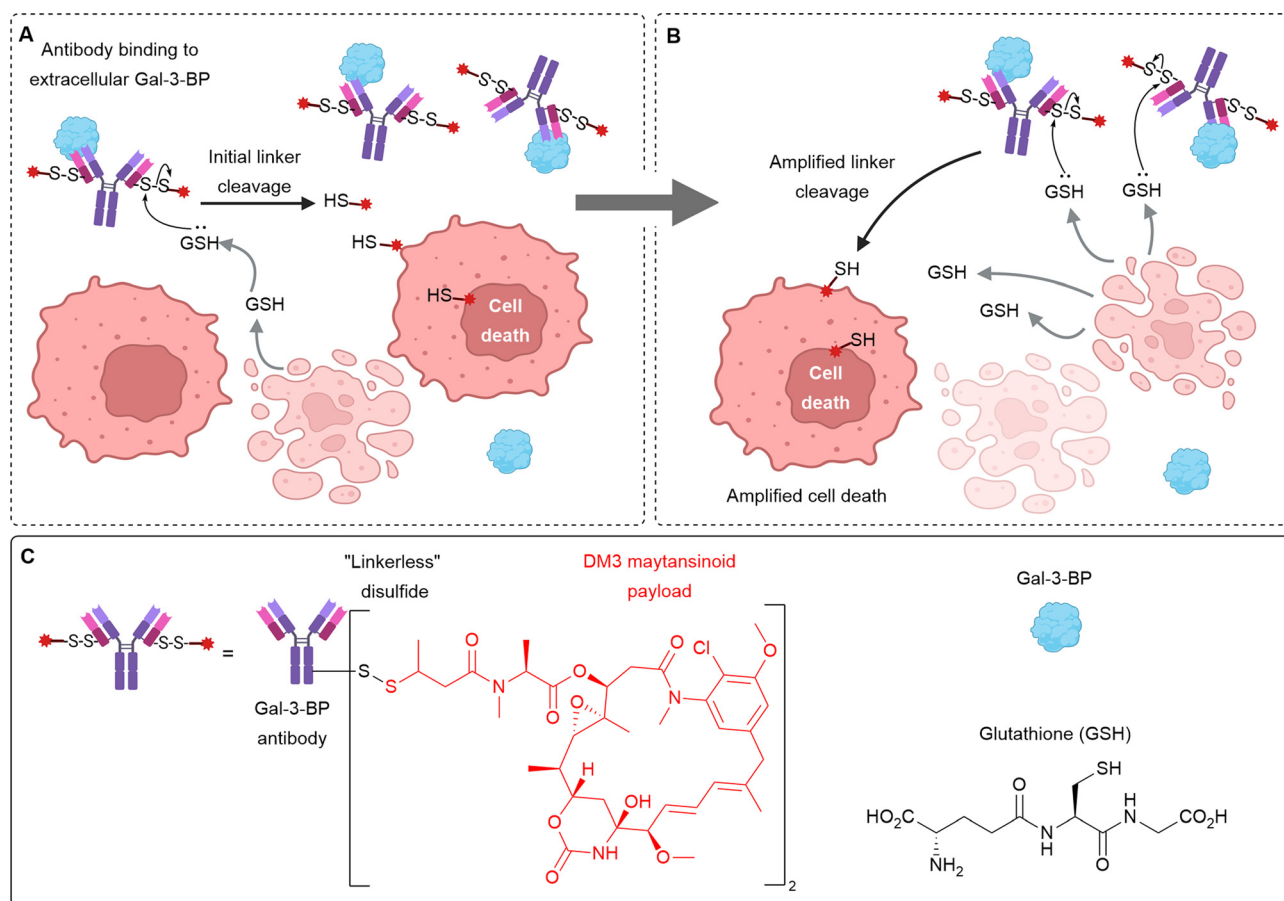 A
Antibody binding to
extracellular Gal-3-BP
S-S
S-S
S-S
S-S
S-S
S-S
Initial linker
cleavage
HS
GSH
HS
GSH
HS
Cell
death
B
S-S
S-S
S-S
S-S
Amplified linker
cleavage
GSH
GSH
SH
GSH
GSH
SH
Cell
death
Amplified cell death
C
"Linkerless"
disulfide
DM3 maytansinoid
payload
Gal-3-BP
S-S
S-S
=
Gal-3-BP
antibody
S
S
O
N
O
O
O
O
N
Cl
O
H
O
O
NH
OH
O
2
Glutathione (GSH)
SH
HO2C
NH2
O
N
H
O
H
N
CO2H